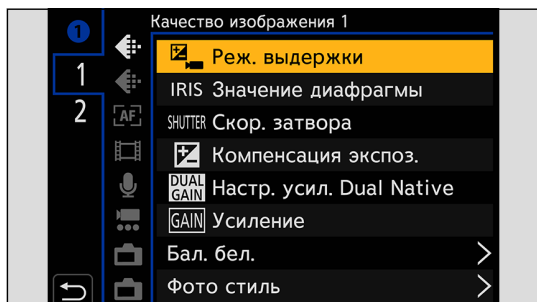 Качество изображения 1
1
1
2
AF
Реж. выдержки
IRIS Значение диафрагмы
SHUTTER Скор. затвора
Компенсация экспоз.
DUAL GAIN Настр. усил. Dual Native
GAIN Усиление
Бал. бел.
Фото стиль